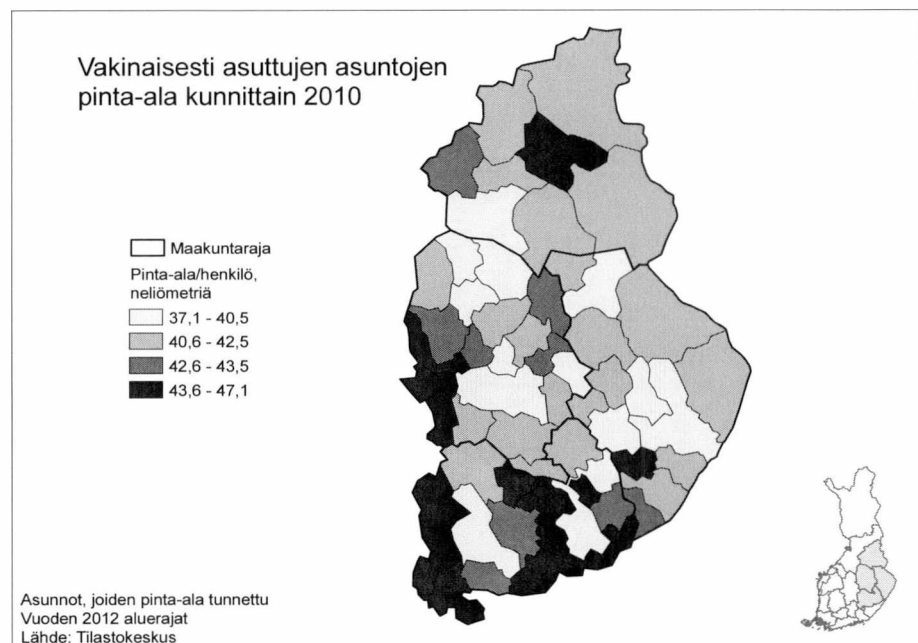 Vakinaisesti asuttujen asuntojen
pinta-ala kunnittain 2010
Maakuntaraja
Pinta-ala/henkilö,
neliömetriä
37,1 - 40,5
40,6 - 42,5
42,6 - 43,5
43,6 - 47,1
Asunnot, joiden pinta-ala tunnettu
Vuoden 2012 aluerajat
Lähde: Tilastokeskus